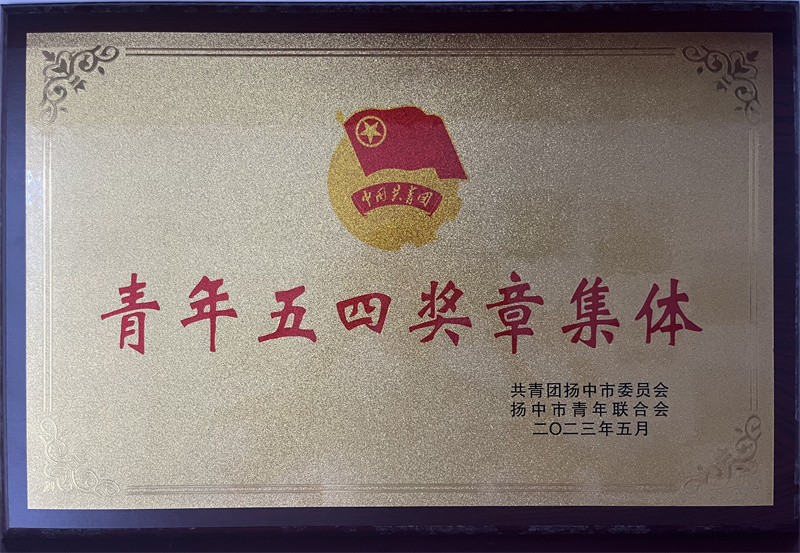 中国共青团
青年五四奖章集体
共青团扬中市委员会
扬中市青年联合会
二〇二三年五月